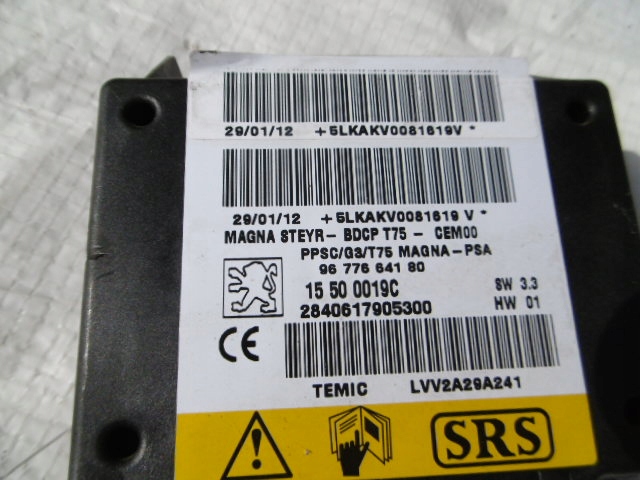 29/01/12 +5LKAKV0081619V*
29/01/12 +5LKAKV0081619 V*
MAGNA STEYR- BDCP T75 - CEM00
PPSC/G3/T75 MAGNA-PSA
96 776 641 80
15 50 0019C SW 3.3
2840617905300 HW 01
CE
TEMIC LVV2A29A241
SRS